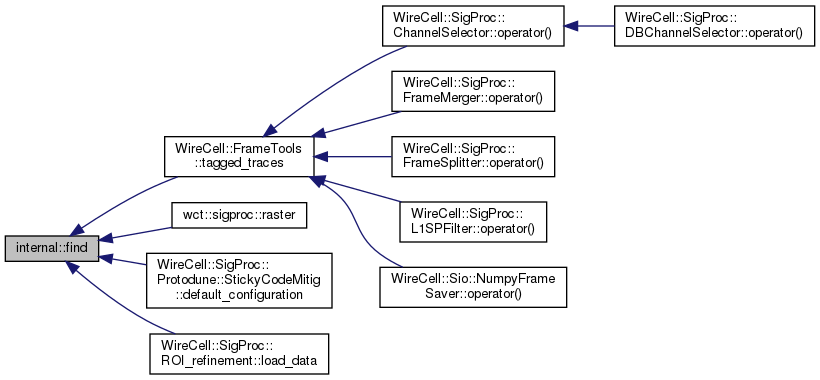 WireCell::SigProc::
ChannelSelector::operator()
WireCell::SigProc::
DBChannelSelector::operator()
WireCell::SigProc::
FrameMerger::operator()
WireCell::FrameTools
::tagged_traces
WireCell::SigProc::
FrameSplitter::operator()
wct::sigproc::raster
WireCell::SigProc::
L1SPFilter::operator()
internal::find
WireCell::SigProc::
Protodune::StickyCodeMitig
::default_configuration
WireCell::Sio::NumpyFrame
Saver::operator()
WireCell::SigProc::
ROI_refinement::load_data